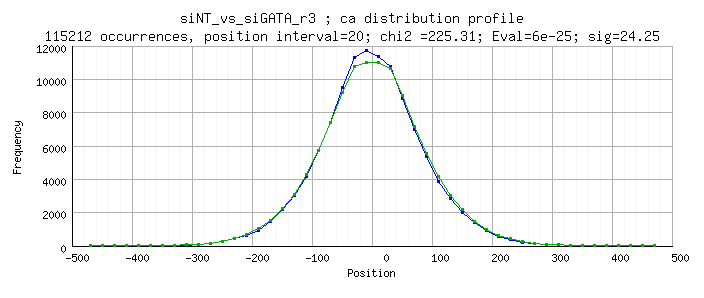 siNT_vs_siGATA_r3 ; ca distribution profile
115212 occurrences, position interval=20; chi2 =225.31; Eval=6e-25; sig=24.25
12000
10000
8000
6000
4000
2000
0
Frequency
-500 -400 -300 -200 -100 0 100 200 300 400 500
Position